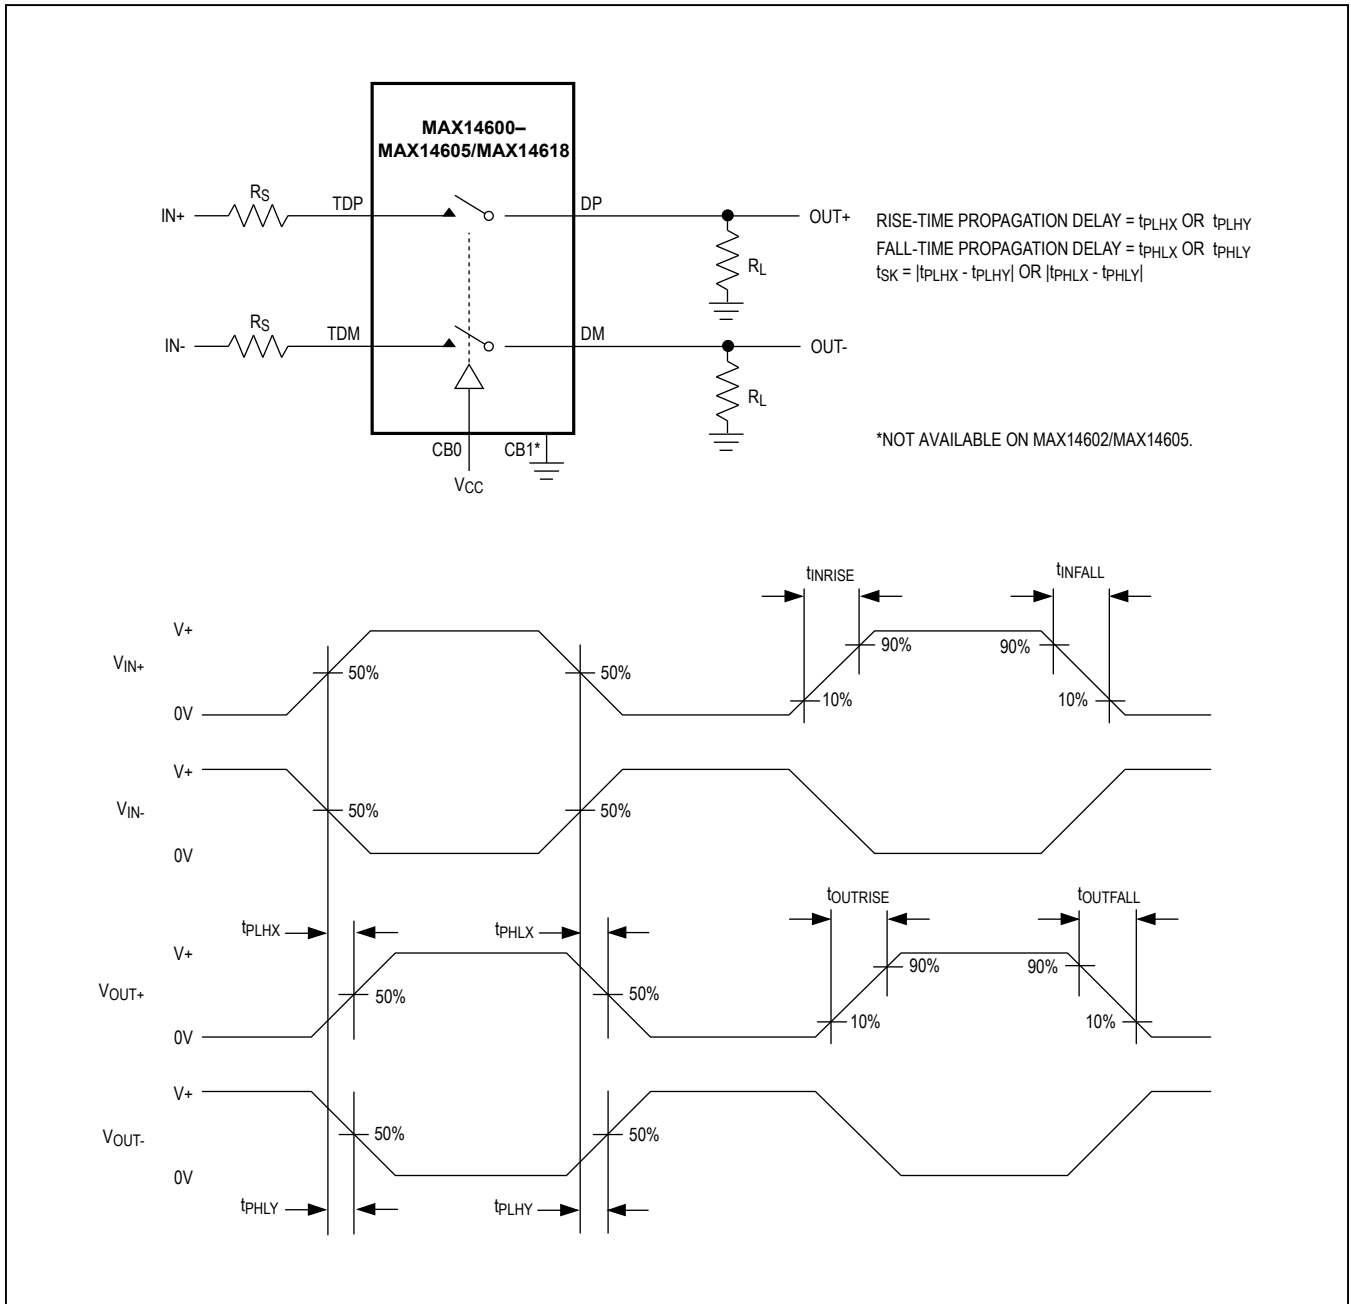 MAX14600–
MAX14605/MAX14618
RS
IN+
TDP
DP
OUT+
RL
RISE-TIME PROPAGATION DELAY = tPLHX OR tPLHY
FALL-TIME PROPAGATION DELAY = tPHLX OR tPHLY
tSK = |tPLHX - tPLHY| OR |tPHLX - tPHLY|
RS
IN-
TDM
DM
OUT-
RL
CB0
CB1*
VCC
*NOT AVAILABLE ON MAX14602/MAX14605.
tINRISE
tINFALL
V+
VIN+
0V
50%
50%
90%
10%
90%
10%
V+
VIN-
0V
50%
50%
tPLHX
tPHLX
tOUTRISE
tOUTFALL
V+
VOUT+
0V
50%
50%
90%
10%
90%
10%
V+
VOUT-
0V
50%
50%
tPHLY
tPLHY